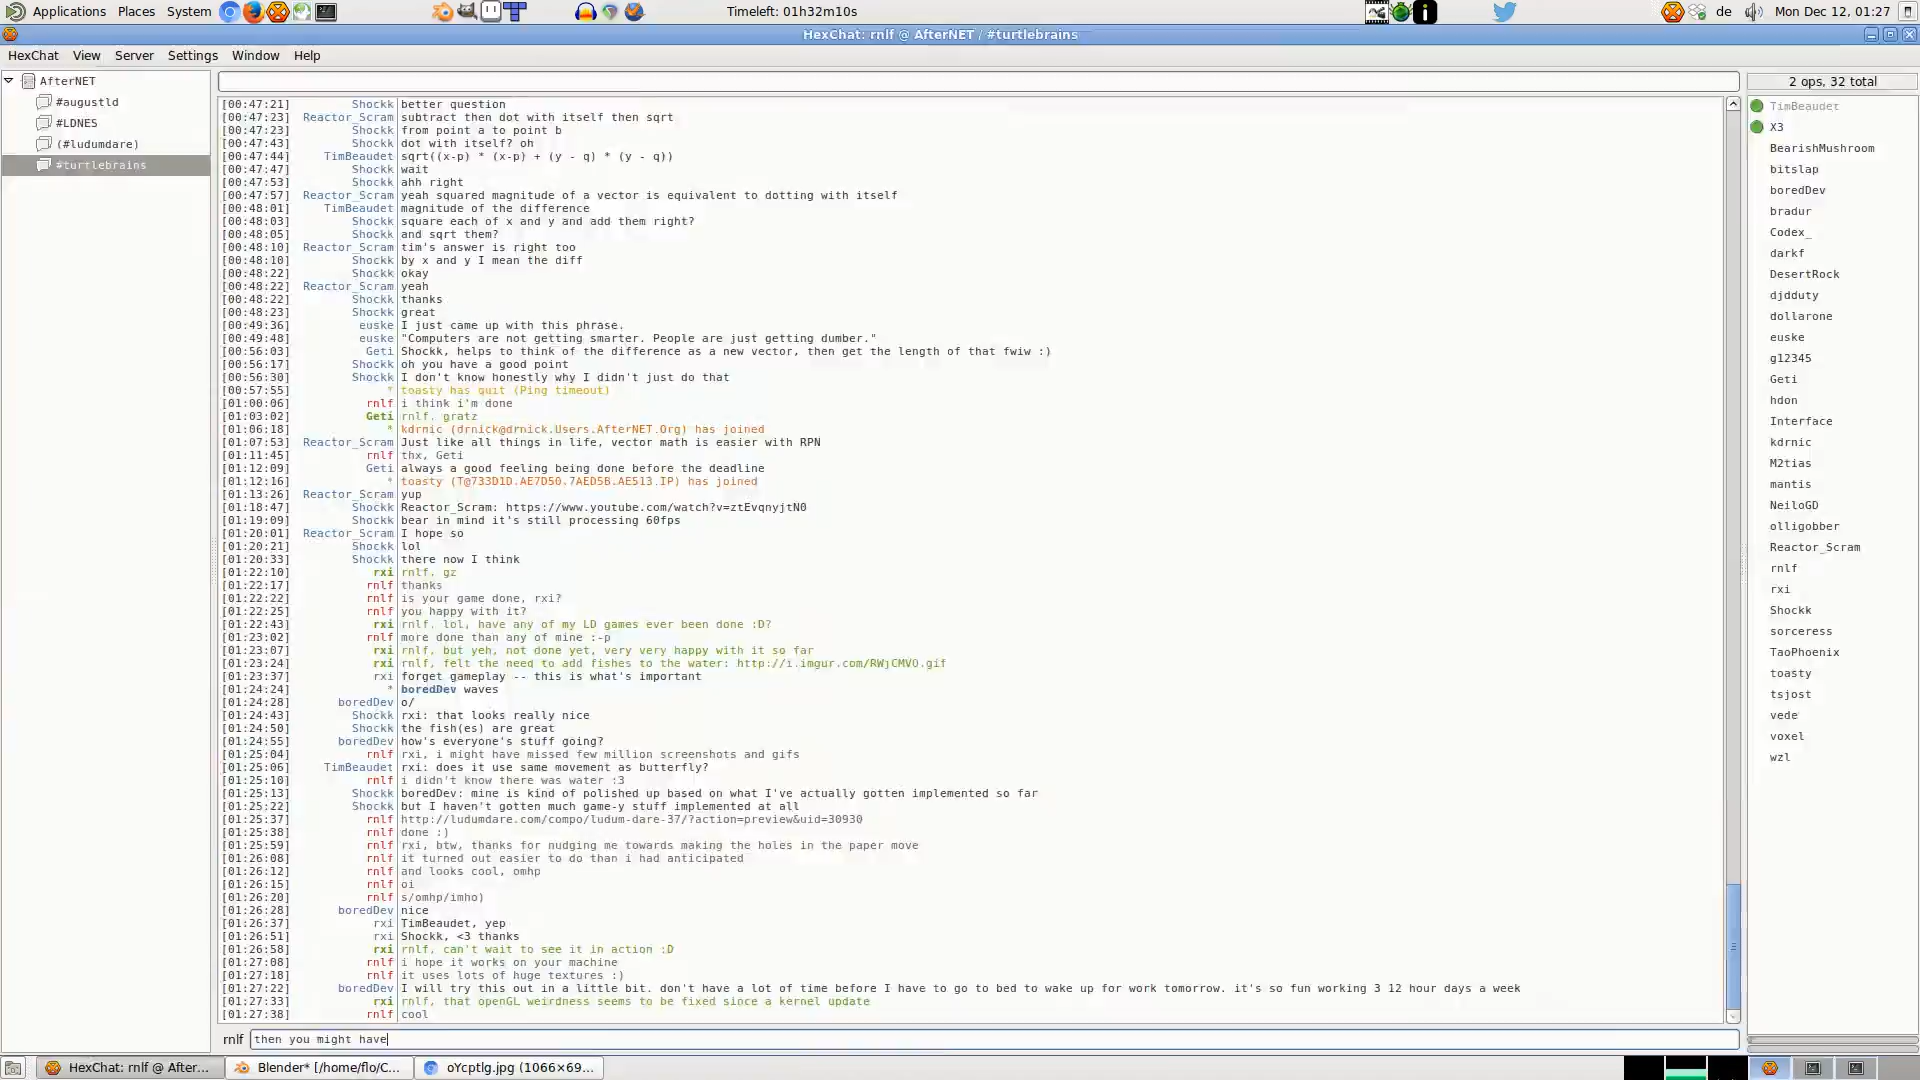 Applications Places System Timeleft: 01h32m10s de Mon Dec 12, 01:27
HexChat: rnlf @ AfterNET / #turtlebrains
HexChat View Server Settings Window Help
AfterNET
#augustld
#LDNES
(#ludumdare)
#turtlebrains
[00:47:21] Shockk better question
[00:47:23] Reactor_Scram subtract then dot with itself then sqrt
[00:47:23] Shockk from point a to point b
[00:47:43] Shockk dot with itself? oh
[00:47:44] TimBeaudet sqrt((x-p) * (x-p) + (y - q) * (y - q))
[00:47:47] Shockk wait
[00:47:53] Shockk ahh right
[00:47:57] Reactor_Scram yeah squared magnitude of a vector is equivalent to dotting with itself
[00:48:01] TimBeaudet magnitude of the difference
[00:48:03] Shockk square each of x and y and add them right?
[00:48:05] Shockk and sqrt them?
[00:48:10] Reactor_Scram tim's answer is right too
[00:48:10] Shockk by x and y I mean the diff
[00:48:22] Shockk okay
[00:48:22] Reactor_Scram yeah
[00:48:22] Shockk thanks
[00:48:23] Shockk great
[00:49:36] euske I just came up with this phrase.
[00:49:48] euske "Computers are not getting smarter. People are just getting dumber."
[00:56:03] Geti Shockk, helps to think of the difference as a new vector, then get the length of that fwiw :)
[00:56:17] Shockk oh you have a good point
[00:56:30] Shockk I don't know honestly why I didn't just do that
[00:57:55] * toasty has quit (Ping timeout)
[01:00:06] rnlf i think i'm done
[01:03:02] Geti rnlf. gratz
[01:06:18] * kdrnic (drnick@drnick.Users.AfterNET.Org) has joined
[01:07:53] Reactor_Scram Just like all things in life, vector math is easier with RPN
[01:11:45] rnlf thx, Geti
[01:12:09] Geti always a good feeling being done before the deadline
[01:12:16] * toasty (T@733D1D.AE7D50.7AED5B.AE513.IP) has joined
[01:13:26] Reactor_Scram yup
[01:18:47] Shockk Reactor_Scram: https://www.youtube.com/watch?v=ztEvqnyjtN0
[01:19:09] Shockk bear in mind it's still processing 60fps
[01:20:01] Reactor_Scram I hope so
[01:20:21] Shockk lol
[01:20:33] Shockk there now I think
[01:22:10] rxi rnlf. gz
[01:22:17] rnlf thanks
[01:22:22] rnlf is your game done, rxi?
[01:22:25] rnlf you happy with it?
[01:22:43] rxi rnlf. lol, have any of my LD games ever been done :D?
[01:23:02] rnlf more done than any of mine :-p
[01:23:07] rxi rnlf, but yeh, not done yet, very very happy with it so far
[01:23:24] rxi rnlf, felt the need to add fishes to the water: http://i.imgur.com/RWjCMVO.gif
[01:23:37] rxi forget gameplay -- this is what's important
[01:24:24] * boredDev waves
[01:24:28] boredDev o/
[01:24:43] Shockk rxi: that looks really nice
[01:24:50] Shockk the fish(es) are great
[01:24:55] boredDev how's everyone's stuff going?
[01:25:04] rnlf rxi, i might have missed few million screenshots and gifs
[01:25:06] TimBeaudet rxi: does it use same movement as butterfly?
[01:25:10] rnlf i didn't know there was water :3
[01:25:13] Shockk boredDev: mine is kind of polished up based on what I've actually gotten implemented so far
[01:25:22] Shockk but I haven't gotten much game-y stuff implemented at all
[01:25:37] rnlf http://ludumdare.com/compo/ludum-dare-37/?action=preview&uid=30930
[01:25:38] rnlf done :)
[01:25:59] rnlf rxi, btw, thanks for nudging me towards making the holes in the paper move
[01:26:08] rnlf it turned out easier to do than i had anticipated
[01:26:12] rnlf and looks cool, omhp
[01:26:15] rnlf oi
[01:26:20] rnlf s/omhp/imho)
[01:26:28] boredDev nice
[01:26:37] rxi TimBeaudet, yep
[01:26:51] rxi Shockk, <3 thanks
[01:26:58] rxi rnlf, can't wait to see it in action :D
[01:27:08] rnlf i hope it works on your machine
[01:27:18] rnlf it uses lots of huge textures :)
[01:27:22] boredDev I will try this out in a little bit. don't have a lot of time before I have to go to bed to wake up for work tomorrow. it's so fun working 3 12 hour days a week
[01:27:33] rxi rnlf, that openGL weirdness seems to be fixed since a kernel update
[01:27:38] rnlf cool
rnlf then you might have
2 ops, 32 total
TimBeaudet
X3
BearishMushroom
bitslap
boredDev
bradur
Codex_
darkf
DesertRock
djdduty
dollarone
euske
g12345
Geti
hdon
Interface
kdrnic
M2tias
mantis
NeiloGD
olligobber
Reactor_Scram
rnlf
rxi
Shockk
sorceress
TaoPhoenix
toasty
tsjost
vede
voxel
wzl
HexChat: rnlf @ After... Blender* [/home/flo/C... oYcptlg.jpg (1066×69...